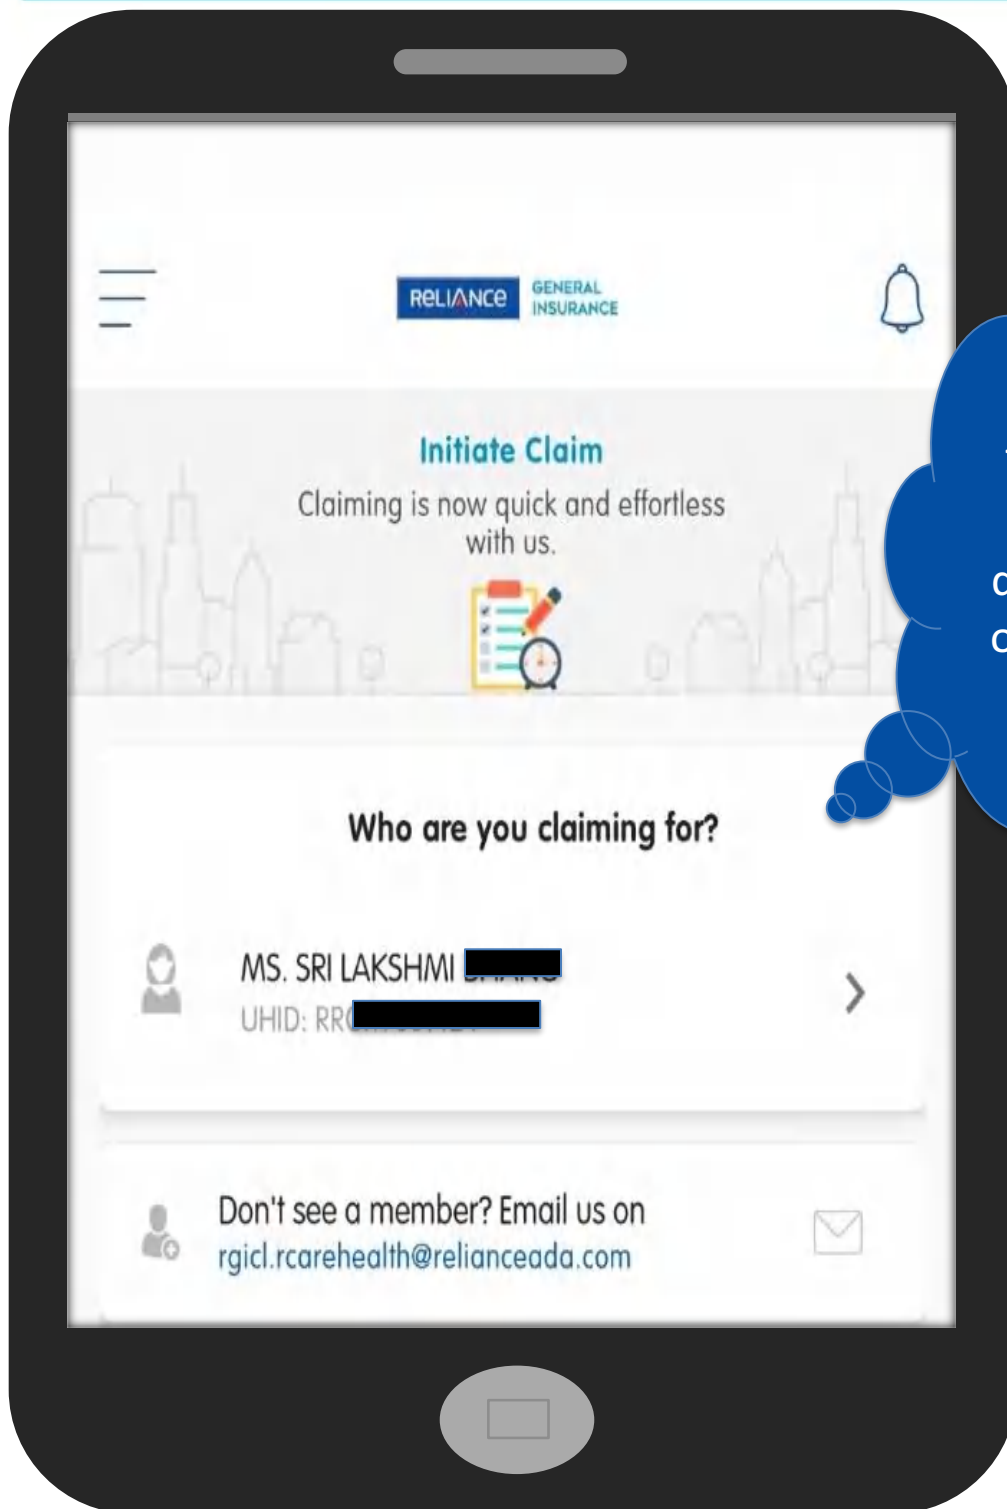 RELIANCE
GENERAL
INSURANCE
Initiate Claim
Claiming is now quick and effortless
with us.
Who are you claiming for?
MS. SRI LAKSHMI
UHID: RR
Don't see a member? Email us on
rgicl.rcarehealth@relianceada.com